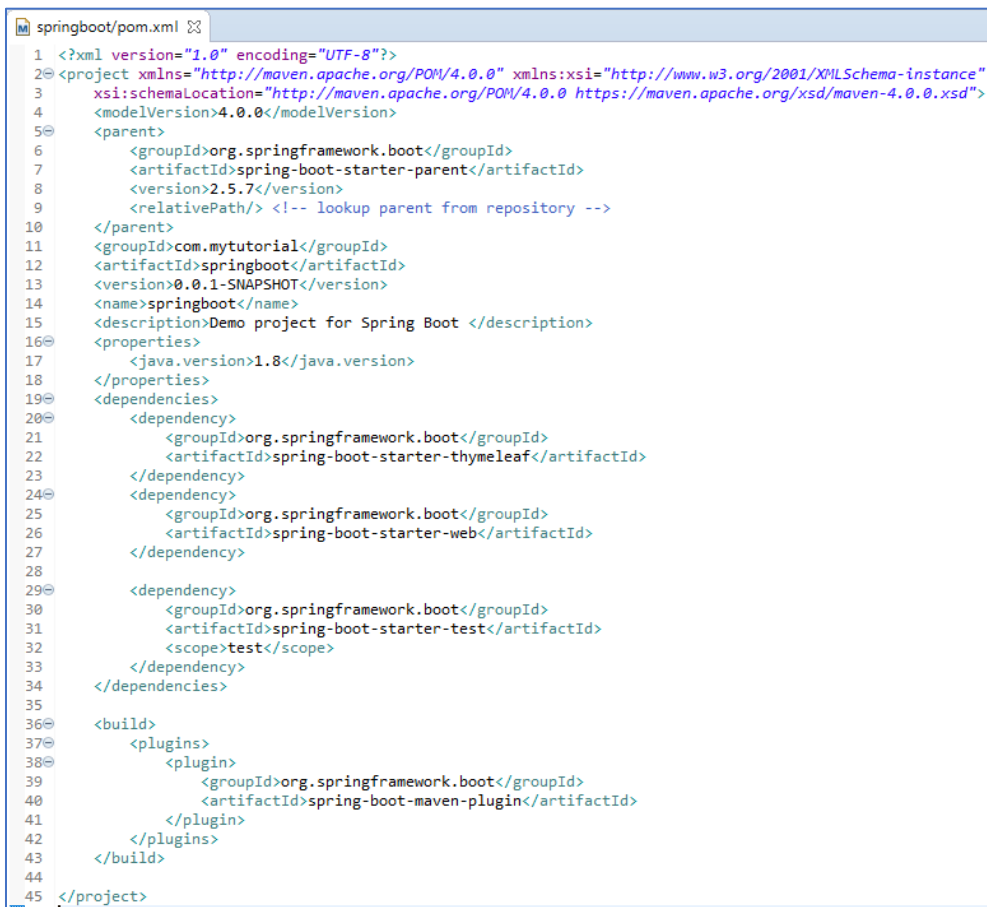 springboot/pom.xml
1 <?xml version="1.0" encoding="UTF-8"?>
2 <project xmlns="http://maven.apache.org/POM/4.0.0" xmlns:xsi="http://www.w3.org/2001/XMLSchema-instance"
3     xsi:schemaLocation="http://maven.apache.org/POM/4.0.0 https://maven.apache.org/xsd/maven-4.0.0.xsd">
4     <modelVersion>4.0.0</modelVersion>
5     <parent>
6         <groupId>org.springframework.boot</groupId>
7         <artifactId>spring-boot-starter-parent</artifactId>
8         <version>2.5.7</version>
9         <relativePath/> <!-- lookup parent from repository -->
10     </parent>
11     <groupId>com.mytutorial</groupId>
12     <artifactId>springboot</artifactId>
13     <version>0.0.1-SNAPSHOT</version>
14     <name>springboot</name>
15     <description>Demo project for Spring Boot </description>
16     <properties>
17         <java.version>1.8</java.version>
18     </properties>
19     <dependencies>
20         <dependency>
21             <groupId>org.springframework.boot</groupId>
22             <artifactId>spring-boot-starter-thymeleaf</artifactId>
23         </dependency>
24         <dependency>
25             <groupId>org.springframework.boot</groupId>
26             <artifactId>spring-boot-starter-web</artifactId>
27         </dependency>
28
29         <dependency>
30             <groupId>org.springframework.boot</groupId>
31             <artifactId>spring-boot-starter-test</artifactId>
32             <scope>test</scope>
33         </dependency>
34     </dependencies>
35
36     <build>
37         <plugins>
38             <plugin>
39                 <groupId>org.springframework.boot</groupId>
40                 <artifactId>spring-boot-maven-plugin</artifactId>
41             </plugin>
42         </plugins>
43     </build>
44
45 </project>